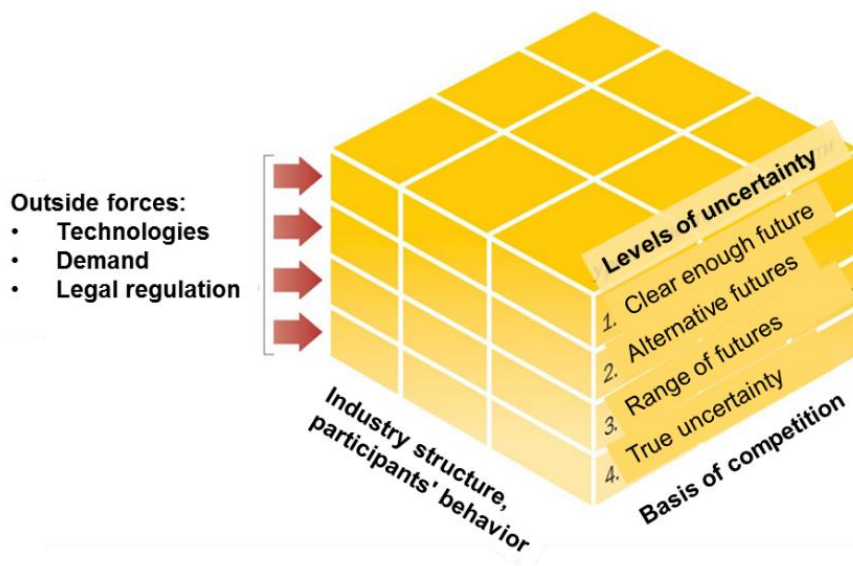 Outside forces:
• Technologies
• Demand
• Legal regulation
Levels of uncertainty
1. Clear enough future
2. Alternative futures
3. Range of futures
4. True uncertainty
Industry structure,
participants' behavior
Basis of competition